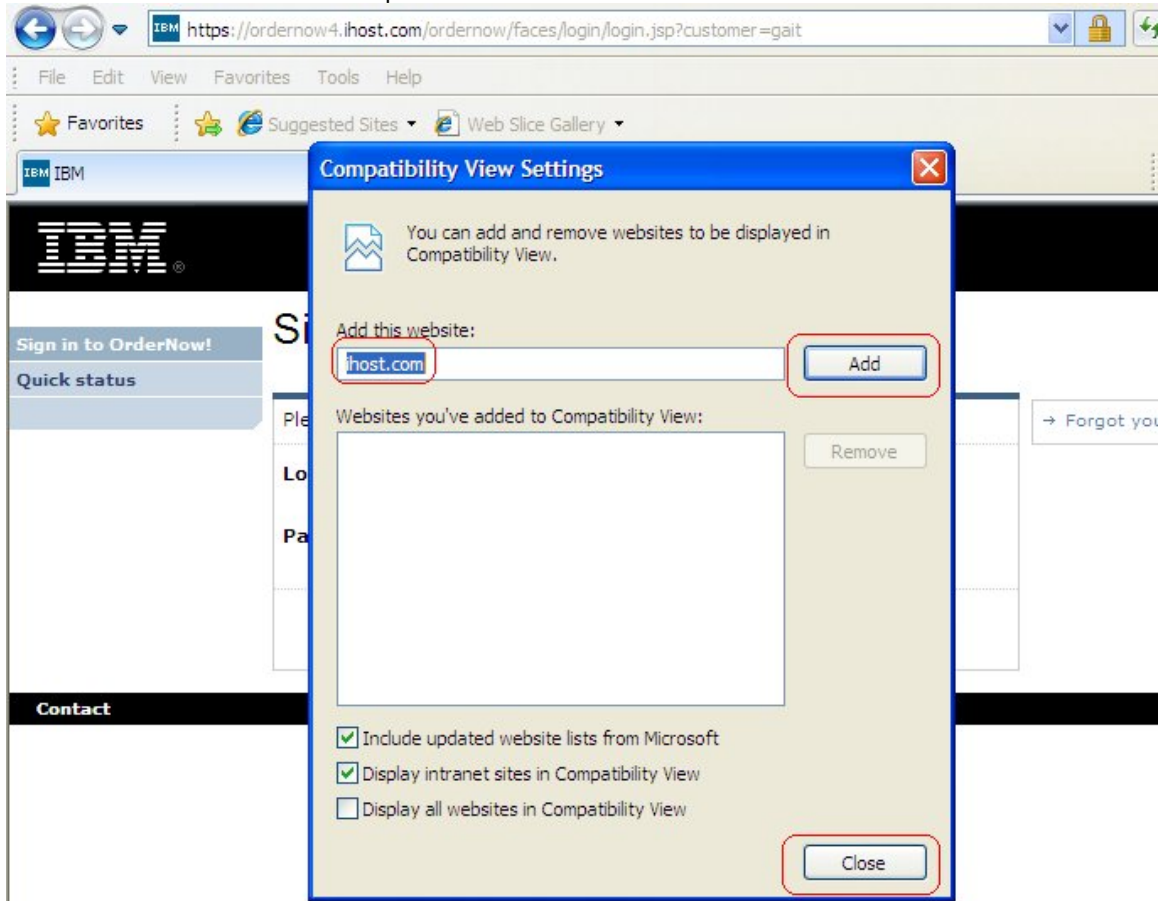 IBM https://ordernow4.ihost.com/ordernow/faces/login/login.jsp?customer=gait
File Edit View Favorites Tools Help
Favorites Suggested Sites Web Slice Gallery
IBM IBM
Compatibility View Settings
You can add and remove websites to be displayed in
Compatibility View.
IBM®
Add this website:
ihost.com Add
Sign in to OrderNow!
Si
Quick status
Websites you've added to Compatibility View:
Remove
Ple
→ Forgot you
Lo
Pa
Contact
Include updated website lists from Microsoft
Display intranet sites in Compatibility View
Display all websites in Compatibility View
Close